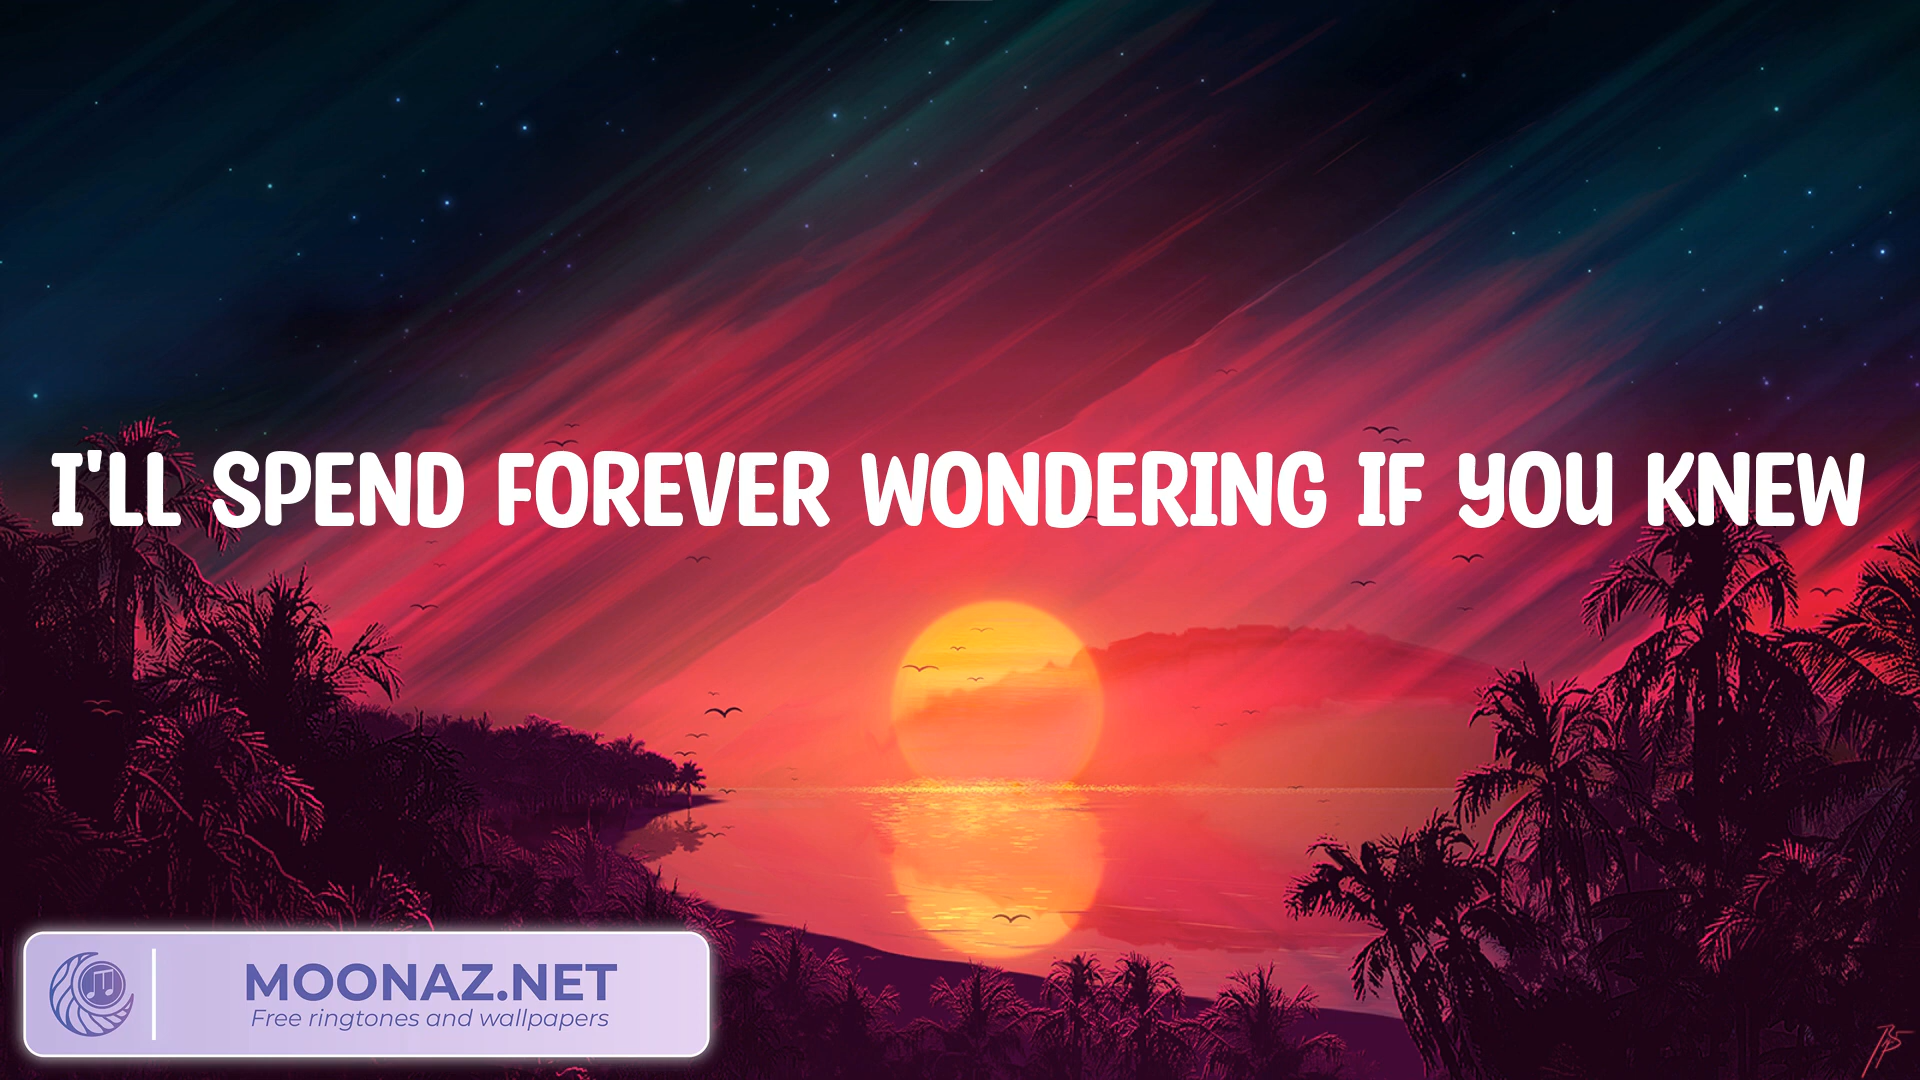 I'LL SPEND FOREVER WONDERING IF YOU KNEW
MOONAZ.NET
Free ringtones and wallpapers